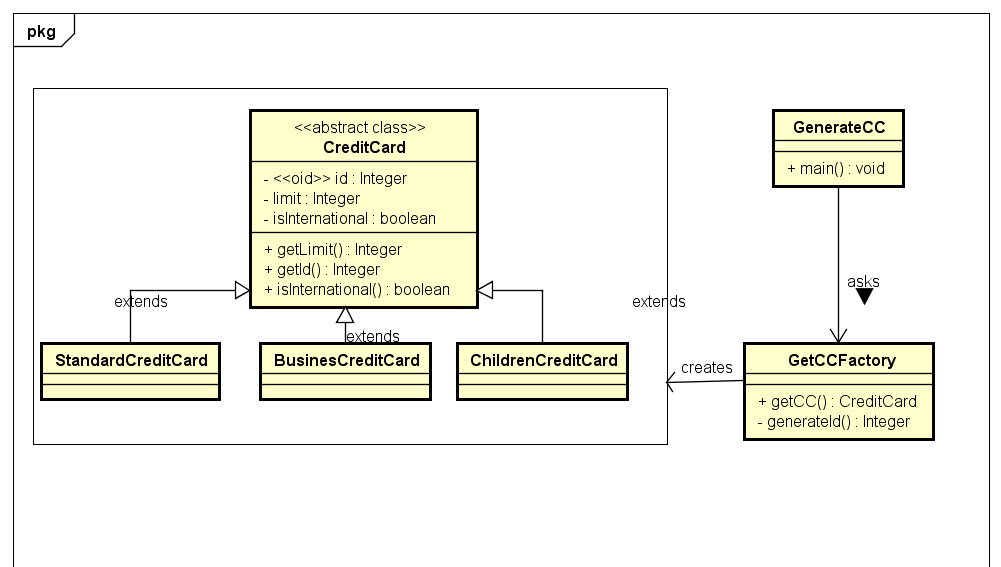 pkg
<<abstract class>>
CreditCard
- <<oid>> id : Integer
- limit : Integer
- isInternational : boolean
+ getLimit() : Integer
+ getId() : Integer
+ isInternational() : boolean
GenerateCC
+ main() : void
asks
extends
extends
extends
StandardCreditCard
BusinesCreditCard
ChildrenCreditCard
creates
GetCCFactory
+ getCC() : CreditCard
- generateId() : Integer